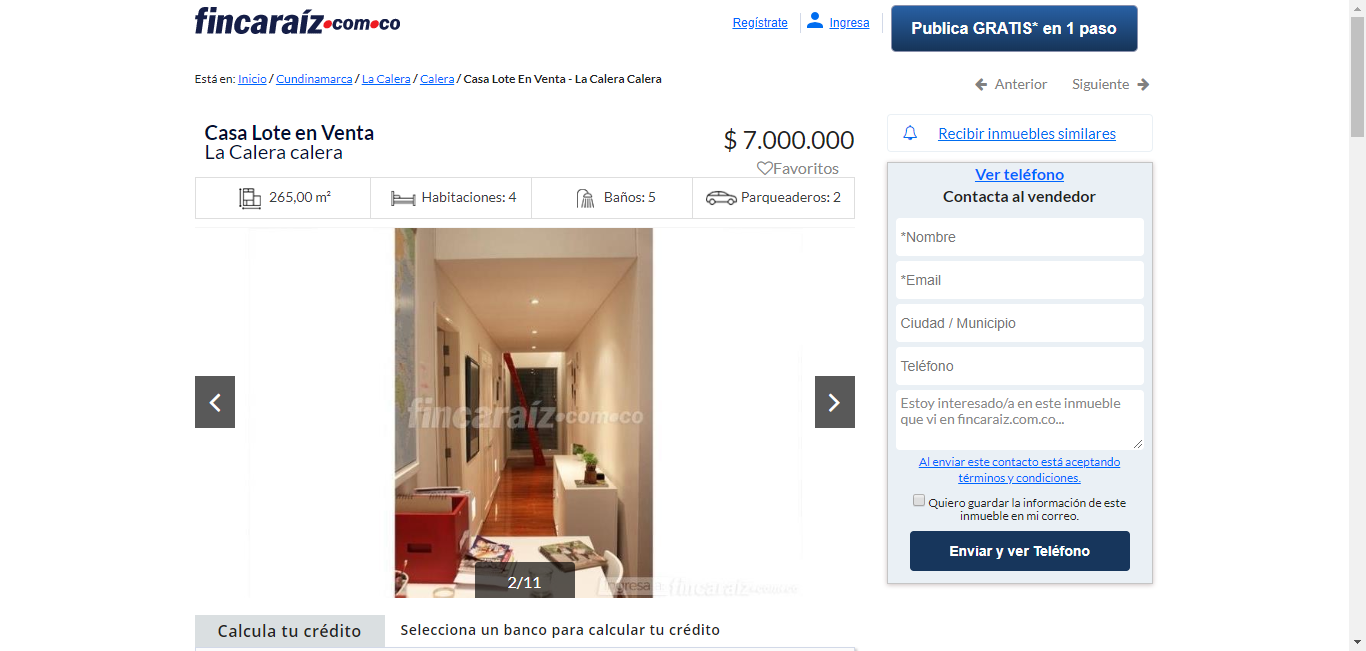 fincaraíz.com.co
Regístrate
Ingresa
Publica GRATIS* en 1 paso
Está en: Inicio / Cundinamarca / La Calera / Calera / Casa Lote En Venta - La Calera Calera
Anterior
Siguiente
Casa Lote en Venta
La Calera calera
$ 7.000.000
Favoritos
265,00 m²
Habitaciones: 4
Baños: 5
Parqueaderos: 2
fincaraíz.com.co
2/11
Ingresa a: fincaraíz.com.co
Recibir inmuebles similares
Ver teléfono
Contacta al vendedor
*Nombre
*Email
Ciudad / Municipio
Teléfono
Estoy interesado/a en este inmueble
que vi en fincaraiz.com.co...
Al enviar este contacto está aceptando
términos y condiciones.
Quiero guardar la información de este
inmueble en mi correo.
Enviar y ver Teléfono
Calcula tu crédito
Selecciona un banco para calcular tu crédito